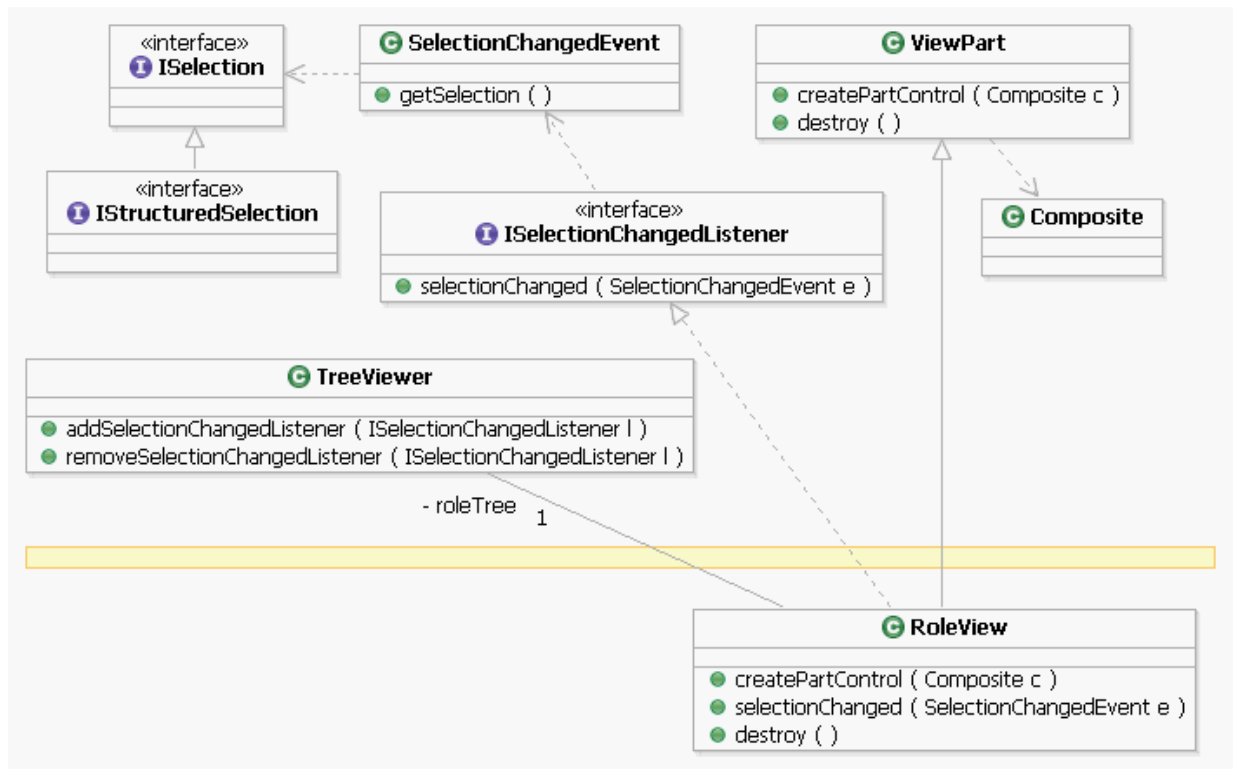 «interface»
ISelection
SelectionChangedEvent
getSelection ( )
ViewPart
createPartControl ( Composite c )
destroy ( )
«interface»
IStructuredSelection
«interface»
ISelectionChangedListener
selectionChanged ( SelectionChangedEvent e )
Composite
TreeViewer
addSelectionChangedListener ( ISelectionChangedListener l )
removeSelectionChangedListener ( ISelectionChangedListener l )
- roleTree
1
RoleView
createPartControl ( Composite c )
selectionChanged ( SelectionChangedEvent e )
destroy ( )